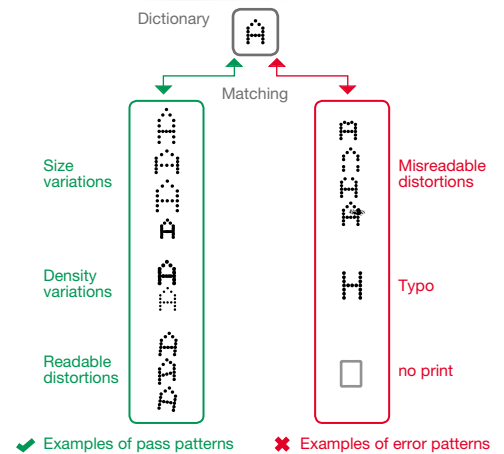 Dictionary
A
Matching
A
A
A
A
Size
variations
A
A
Density
variations
A
A
A
Readable
distortions
A
A
A
A
Misreadable
distortions
H
Typo
no print
Examples of pass patterns
Examples of error patterns